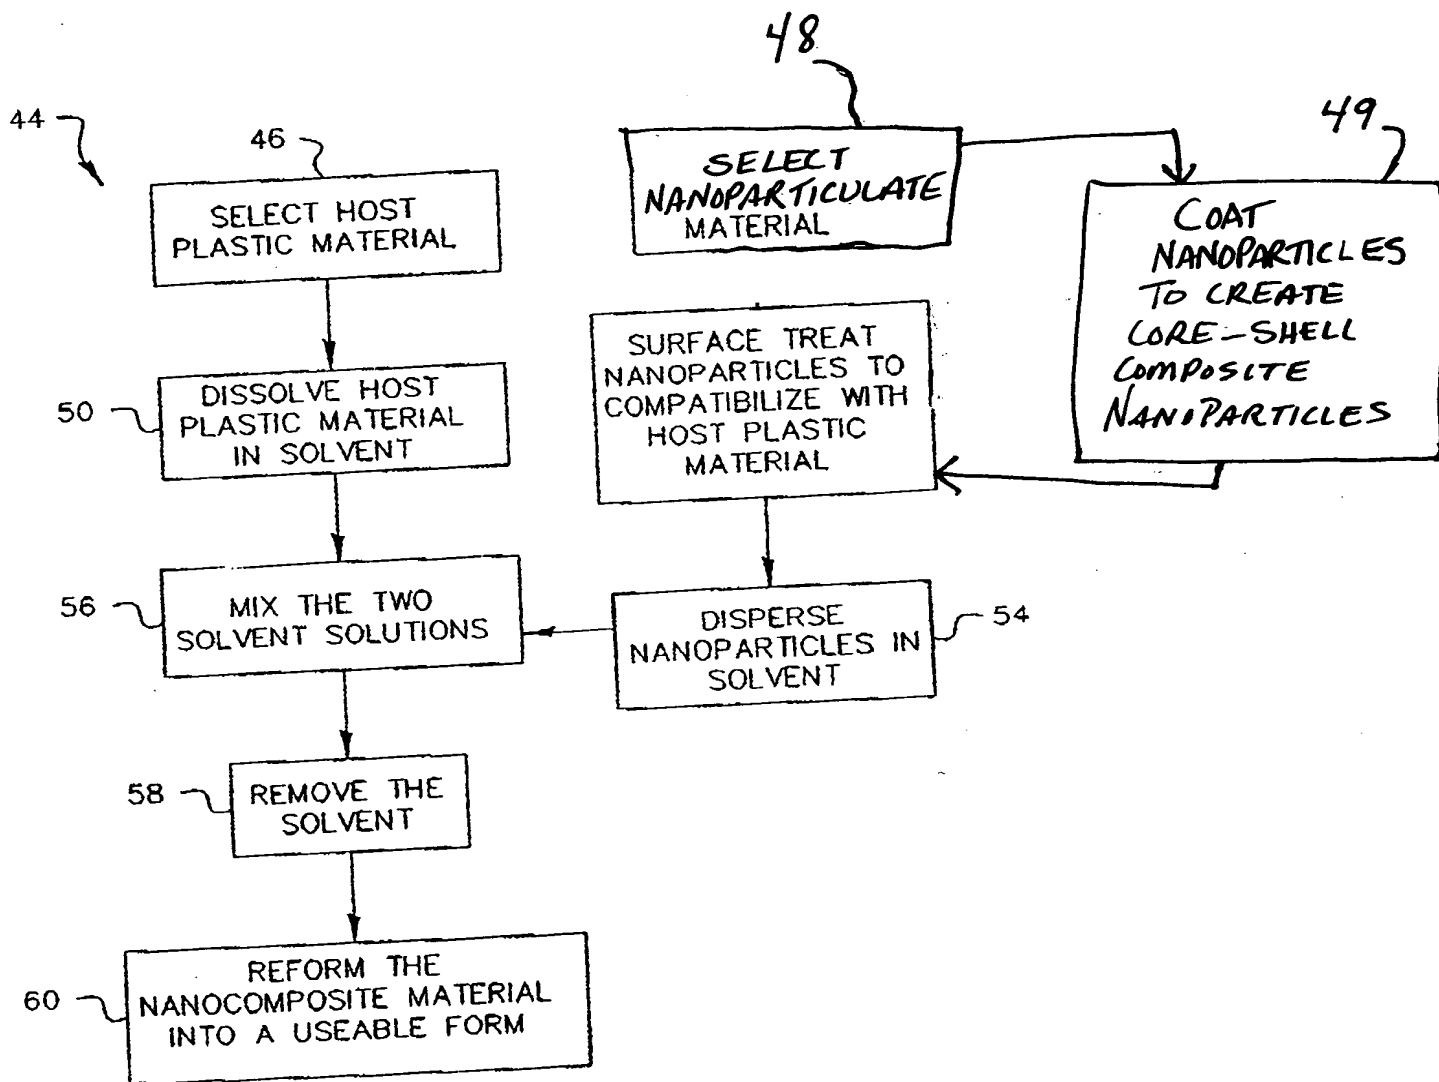 48
49
44
46
SELECT HOST
PLASTIC MATERIAL
SELECT
NANOPARTICULATE
MATERIAL
COAT
NANOPARTICLES
TO CREATE
CORE-SHELL
COMPOSITE
NANOPARTICLES
50
DISSOLVE HOST
PLASTIC MATERIAL
IN SOLVENT
SURFACE TREAT
NANOPARTICLES TO
COMPATIBILIZE WITH
HOST PLASTIC
MATERIAL
56
MIX THE TWO
SOLVENT SOLUTIONS
DISPERSE
NANOPARTICLES IN
SOLVENT
54
58
REMOVE THE
SOLVENT
60
REFORM THE
NANOCOMPOSITE MATERIAL
INTO A USEABLE FORM